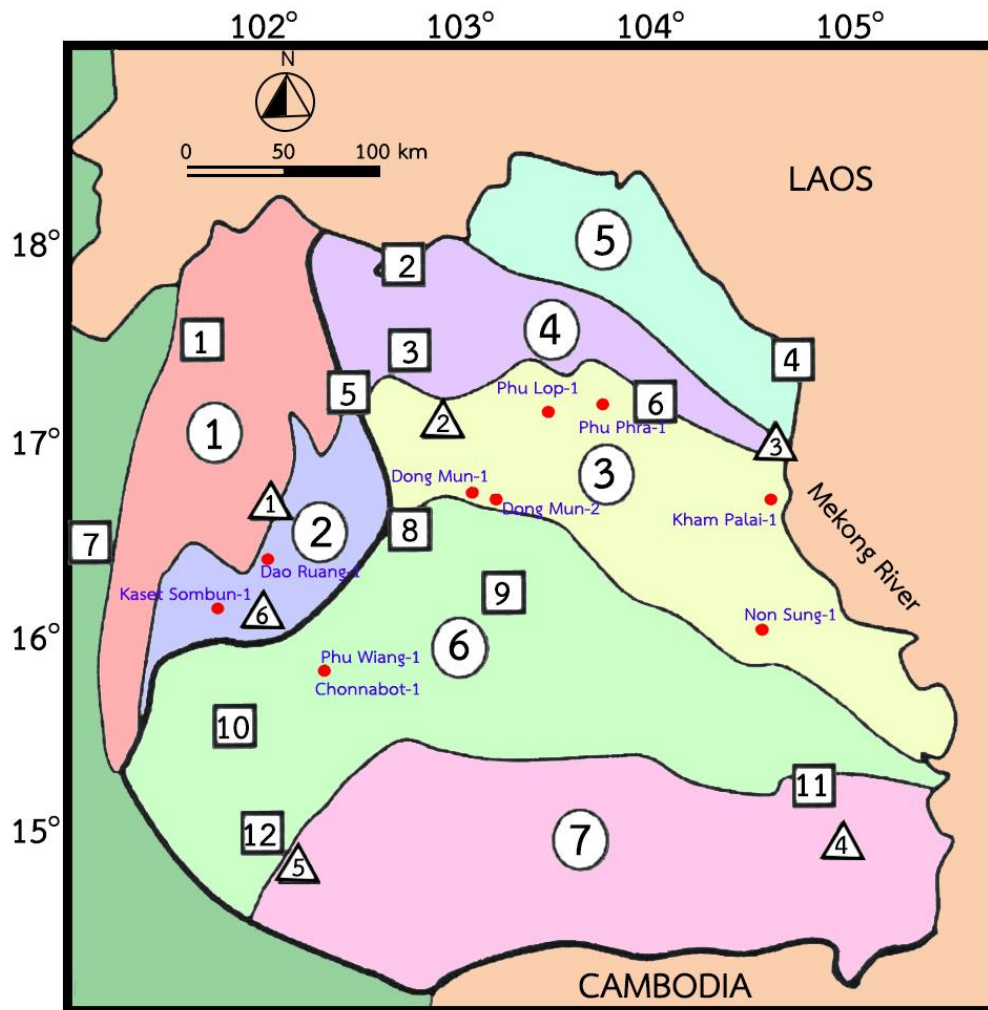 102° 103° 104° 105°
N
0 50 100 km
LAOS
18°
5
2
4
1
3
4
5
Phu Lop-1
6
Phu Phra-1
17°
2
3
1
3
Dong Mun-1
Dong Mun-2
Kham Palai-1
Mekong River
1
2
7
8
Dao Ruang-1
Kaset Sombun-1
6
9
Non Sung-1
16°
6
Phu Wiang-1
Chonnabot-1
10
11
15°
12
5
7
4
CAMBODIA